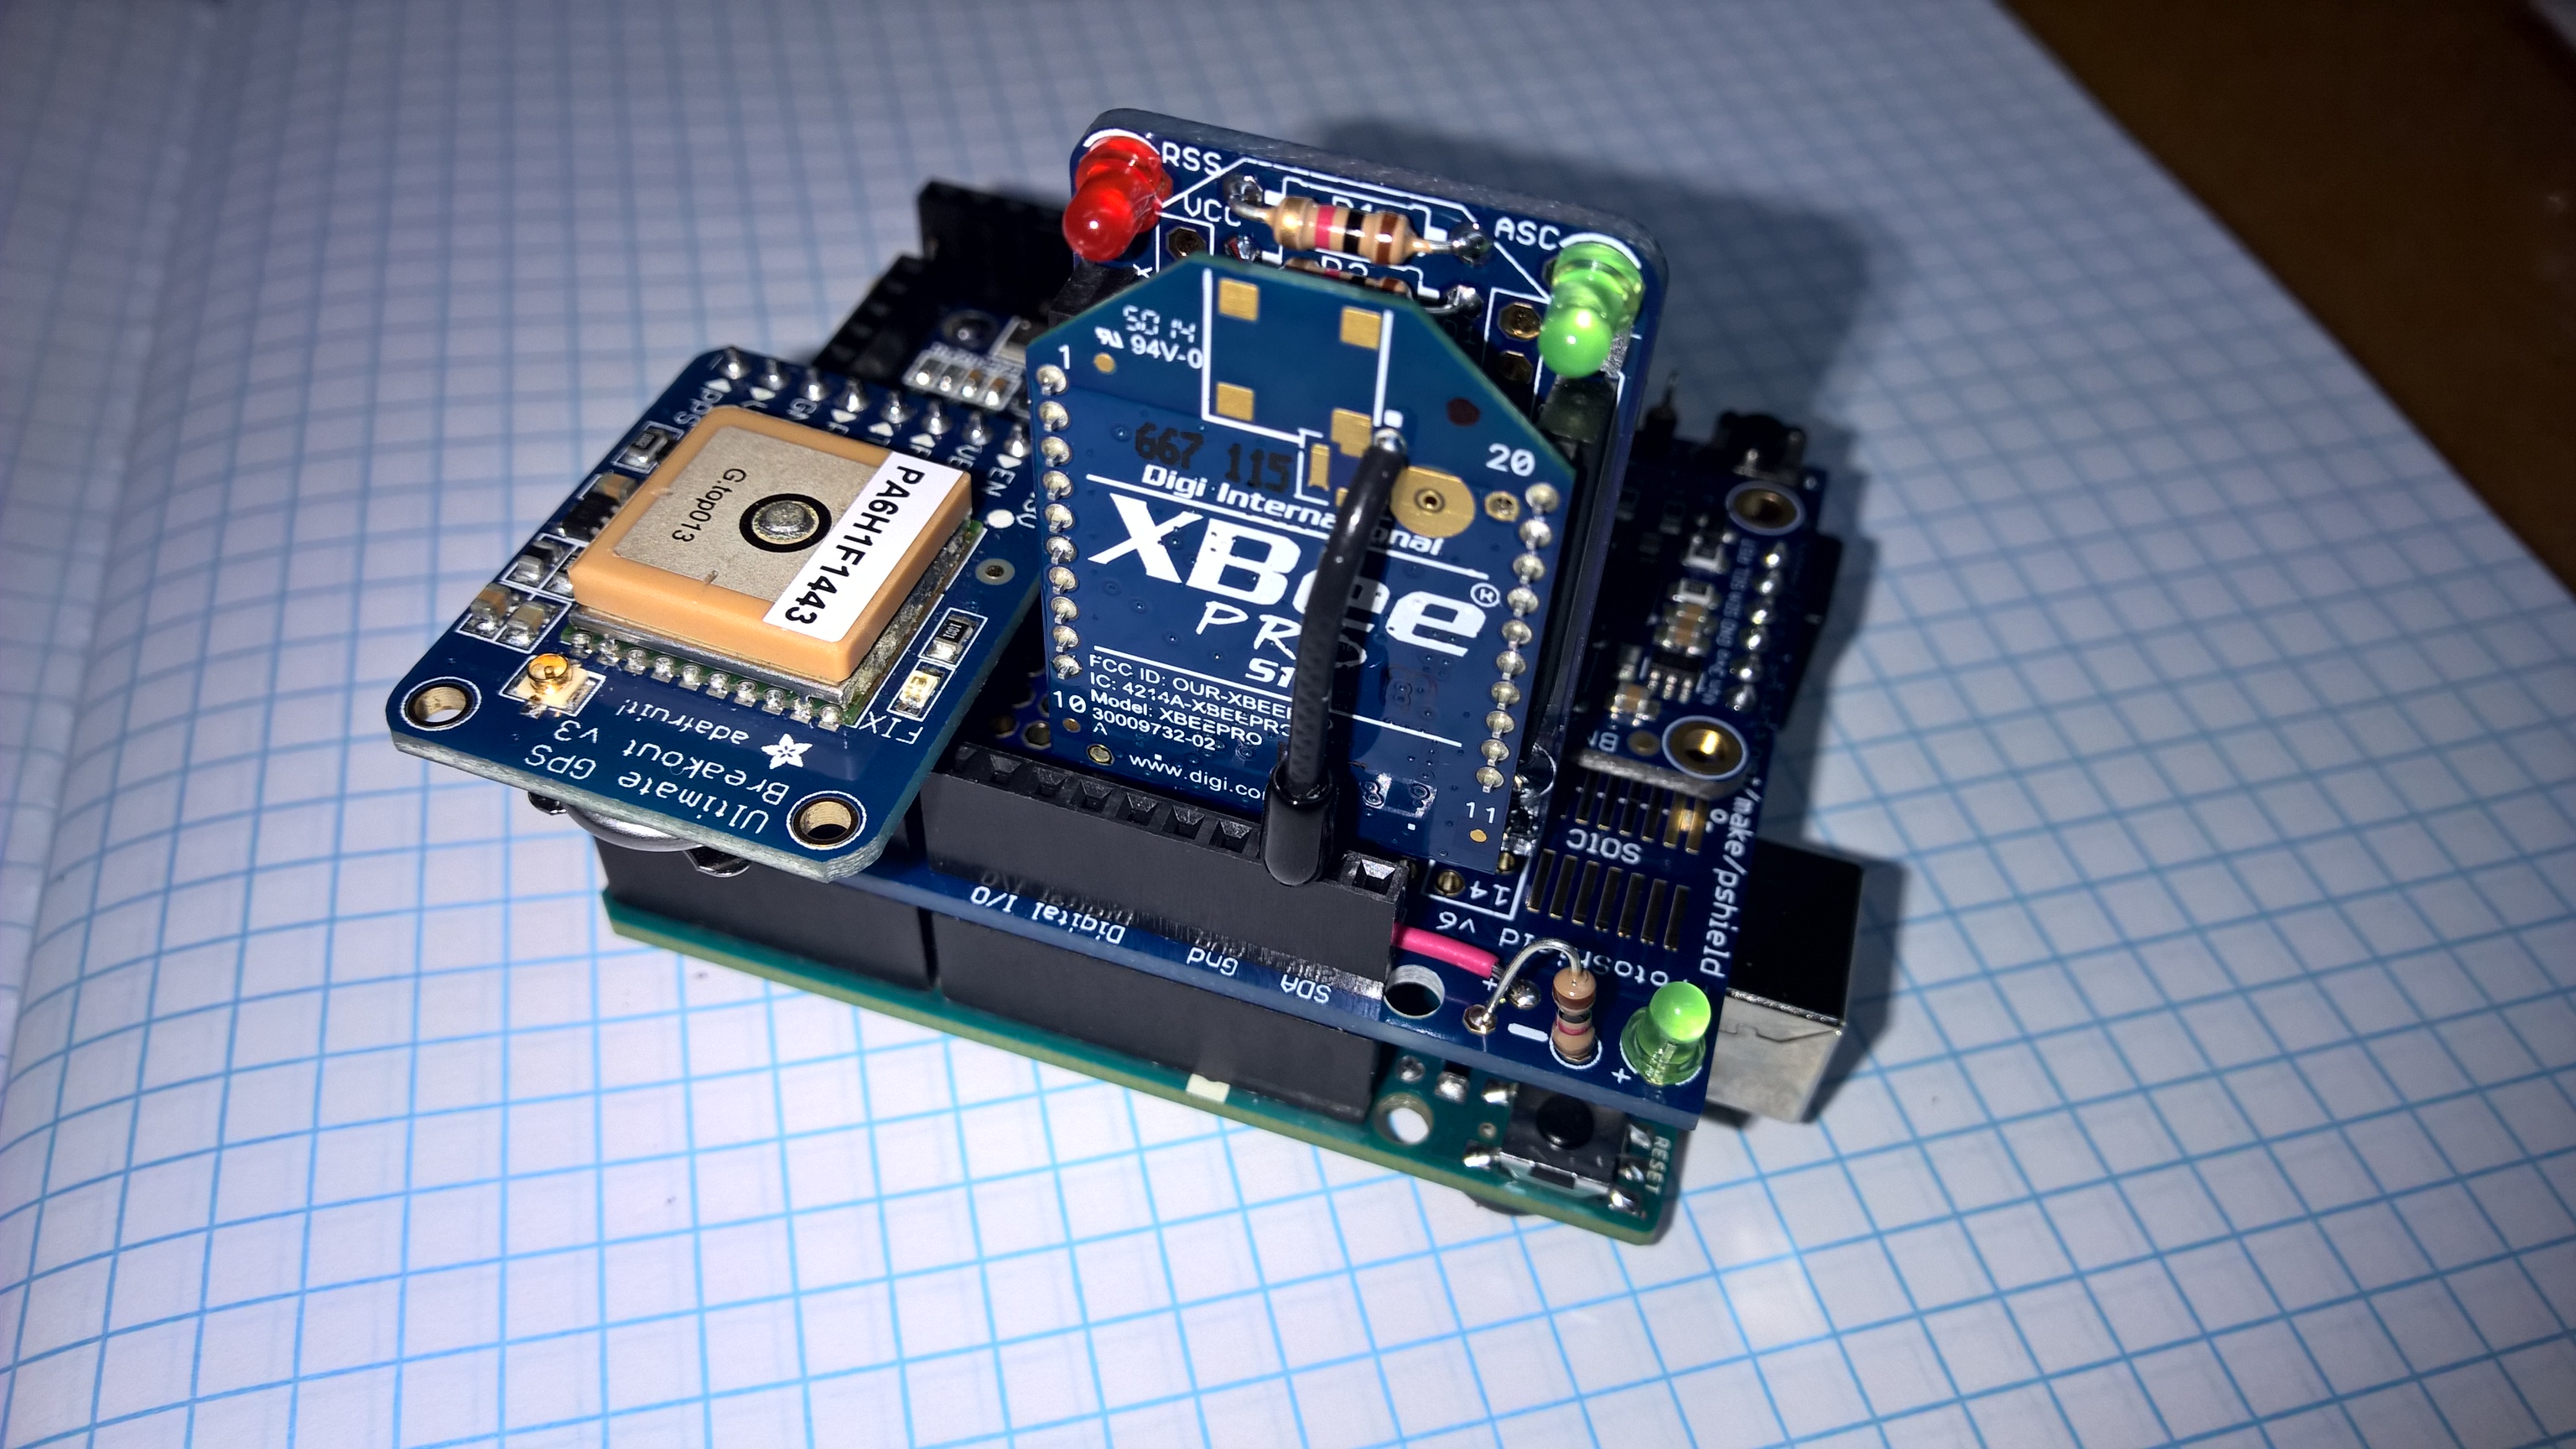 RSS
VCC
ASC
R2
5014
94V-0
1
20
667 115
Digi International
XBee®
PRO
10
11
FCC ID: OUR-XBEE
IC: 4214A-XBEEPR
Model: XBEEPRO
30009732-02
A
www.digi.co
G.top013
PA6H1F1443
PPS
EN
FIX
adafruit!
Ultimate GPS
Breakout v3
Digital I/O
Gnd
SDA
SOIC
14
v6
/make/pshield
+
RESET